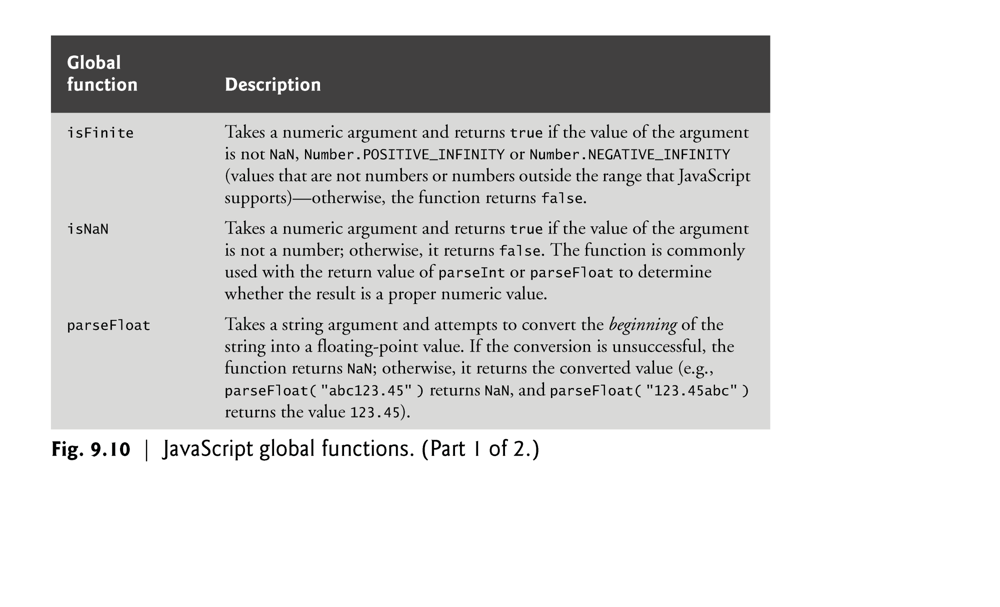 Global
function
Description
isFinite
Takes a numeric argument and returns true if the value of the argument
is not NaN, Number.POSITIVE_INFINITY or Number.NEGATIVE_INFINITY
(values that are not numbers or numbers outside the range that JavaScript
supports)—otherwise, the function returns false.
isNaN
Takes a numeric argument and returns true if the value of the argument
is not a number; otherwise, it returns false. The function is commonly
used with the return value of parseInt or parseFloat to determine
whether the result is a proper numeric value.
parseFloat
Takes a string argument and attempts to convert the beginning of the
string into a floating-point value. If the conversion is unsuccessful, the
function returns NaN; otherwise, it returns the converted value (e.g.,
parseFloat( "abc123.45" ) returns NaN, and parseFloat( "123.45abc" )
returns the value 123.45).
Fig. 9.10 | JavaScript global functions. (Part 1 of 2.)